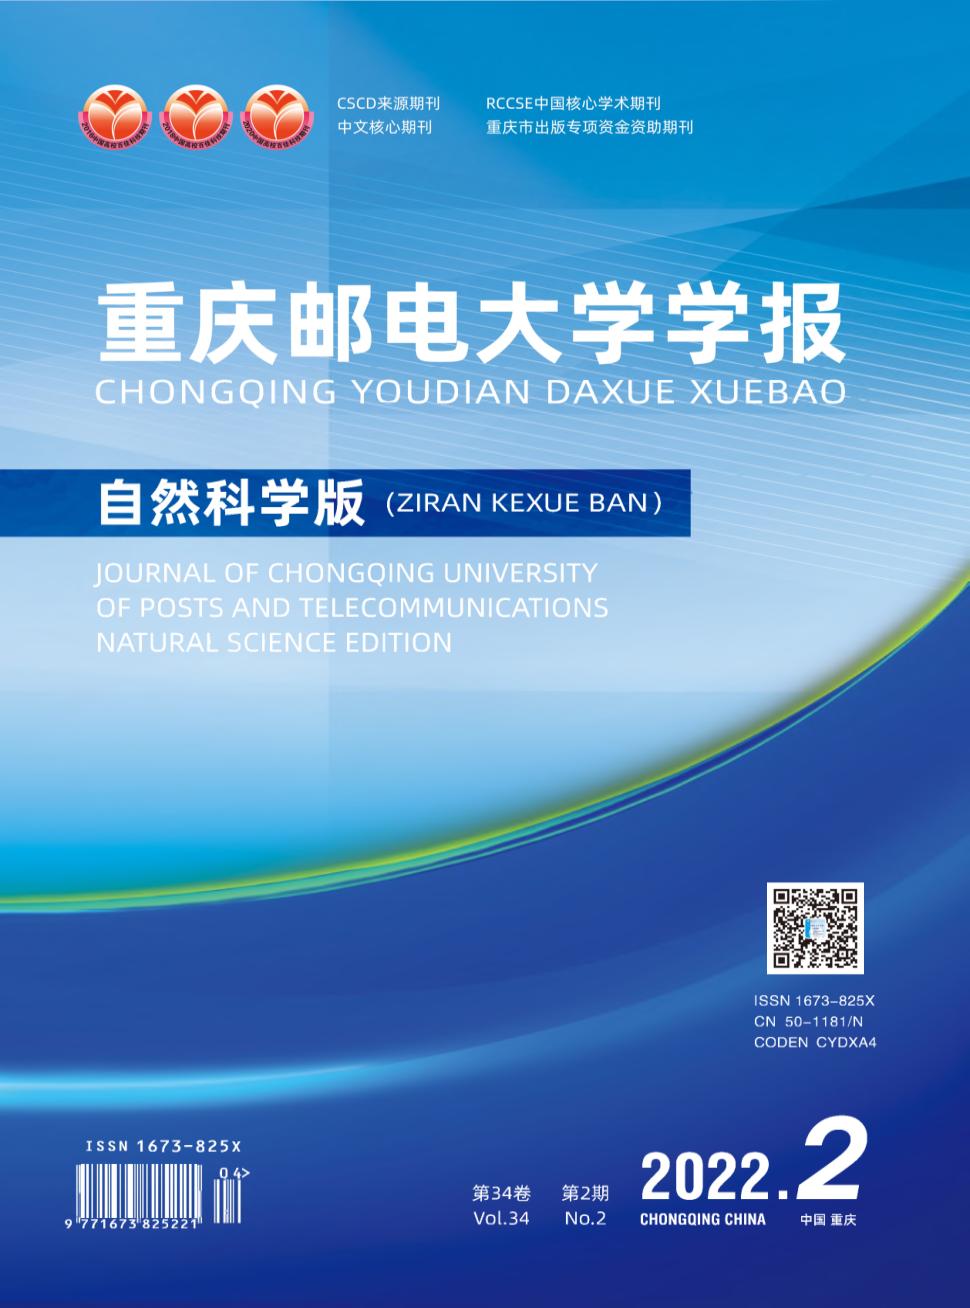 CSCD来源期刊
RCCSE中国核心学术期刊
中文核心期刊
重庆市出版专项资金资助期刊
重庆邮电大学学报
CHONGQING YOUDIAN DAXUE XUEBAO
自然科学版 (ZIRAN KEXUE BAN)
JOURNAL OF CHONGQING UNIVERSITY
OF POSTS AND TELECOMMUNICATIONS
NATURAL SCIENCE EDITION
ISSN 1673-825X
CN 50-1181/N
CODEN CYDXA4
ISSN 1673-825X
04>
9 771673 825221
第34卷 第2期
Vol.34 No.2
2022.2
CHONGQING CHINA 中国 重庆